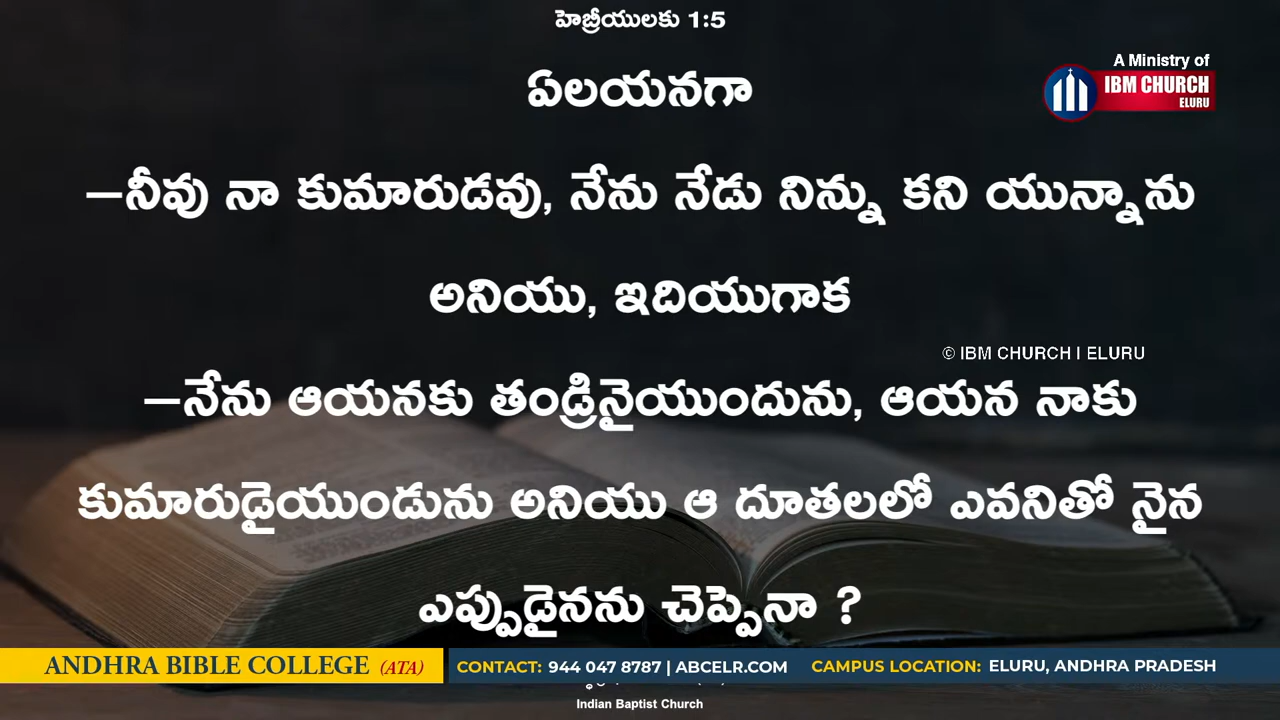 హెబ్రీయులకు 1:5
A Ministry of
IBM CHURCH
ELURU
ఏలయనగా
–నీవు నా కుమారుడవు, నేను నేడు నిన్ను కని యున్నాను
అనియు, ఇదియుగాక
© IBM CHURCH I ELURU
–నేను ఆయనకు తండ్రినైయుందును, ఆయన నాకు
కుమారుడైయుండును అనియు ఆ దూతలలో ఎవనితో నైన
ఎప్పుడైనను చెప్పెనా ?
ANDHRA BIBLE COLLEGE (ATA)
CONTACT: 944 047 8787 | ABCELR.COM
CAMPUS LOCATION: ELURU, ANDHRA PRADESH
Indian Baptist Church